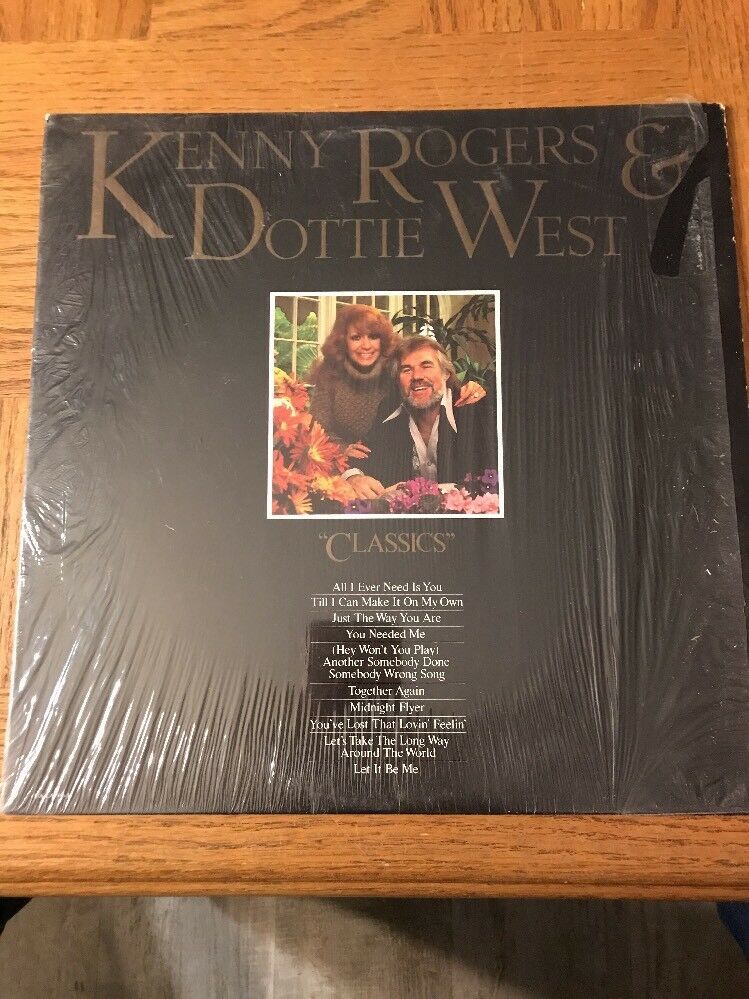 KENNY ROGERS &
DOTTIE WEST
"CLASSICS"
All I Ever Need Is You
Till I Can Make It On My Own
Just The Way You Are
You Needed Me
(Hey Won't You Play)
Another Somebody Done
Somebody Wrong Song
Together Again
Midnight Flyer
You've Lost That Lovin' Feelin'
Let's Take The Long Way
Around The World
Let It Be Me